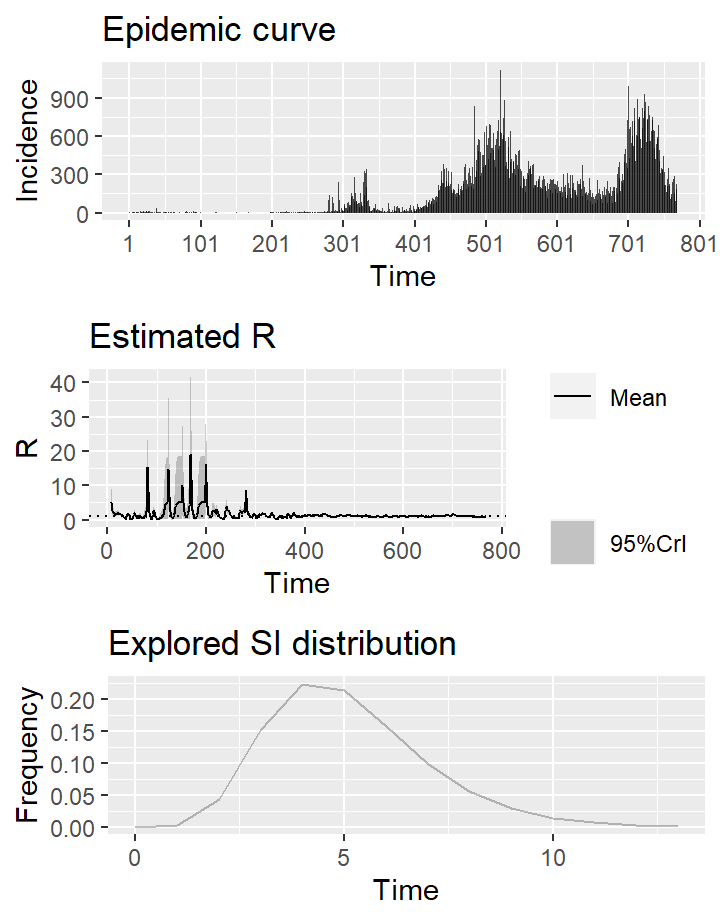 Epidemic curve
Incidence
900
600
300
0
1 101 201 301 401 501 601 701 801
Time
Estimated R
R
40
30
20
10
0
0 200 400 600 800
Time
Mean
95%CrI
Explored SI distribution
Frequency
0.20
0.15
0.10
0.05
0.00
0 5 10
Time